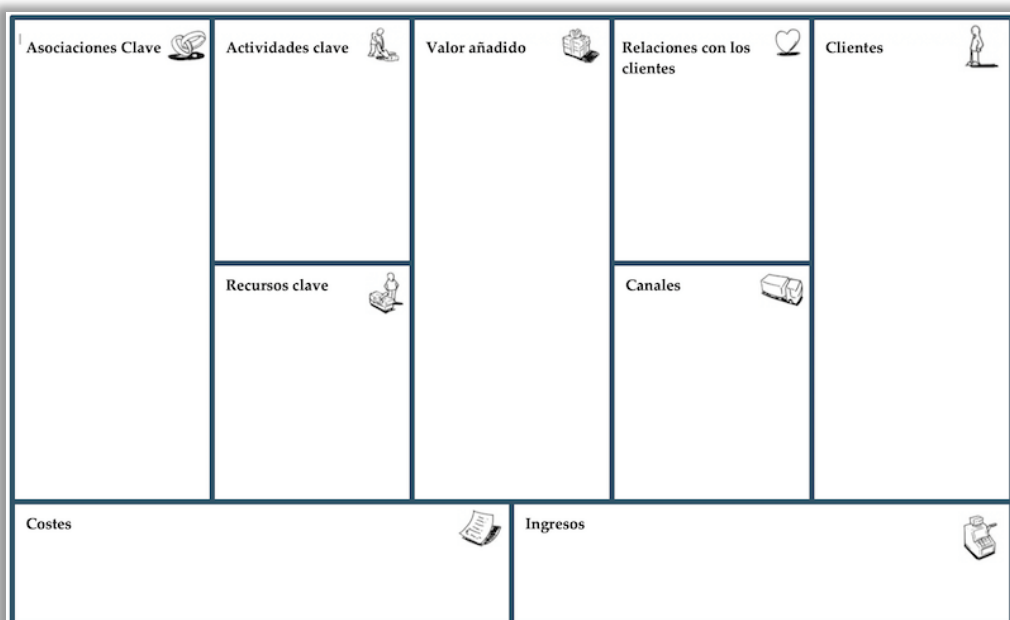 Asociaciones Clave
Actividades clave
Valor añadido
Relaciones con los
clientes
Clientes
Recursos clave
Canales
Costes
Ingresos